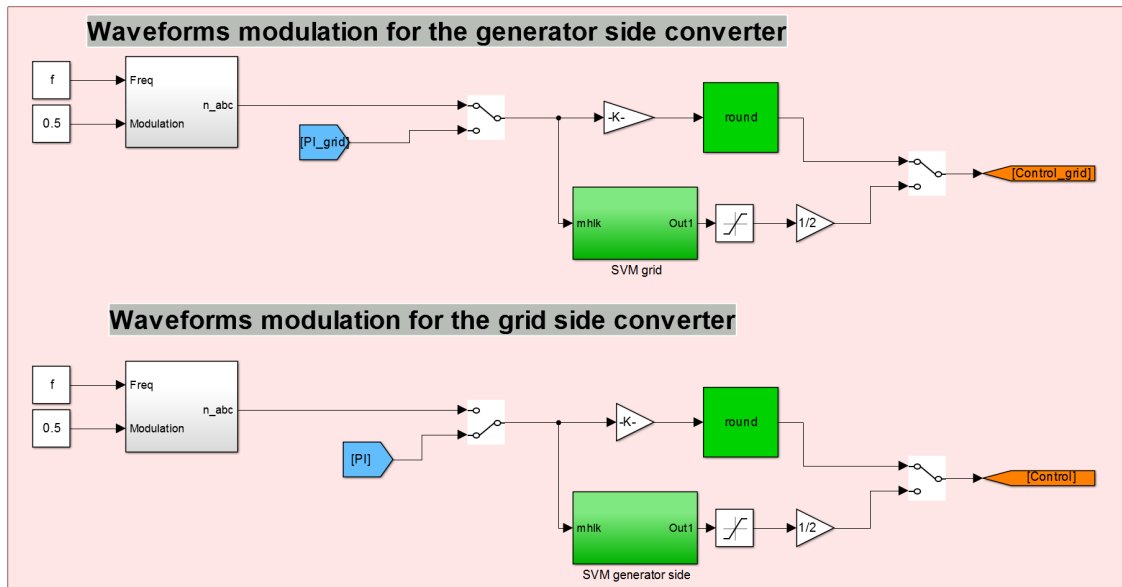 Waveforms modulation for the generator side converter
f
Freq
n_abc
0.5
Modulation
[PI_grid]
-K-
round
[Control_grid]
mhlk
Out1
1/2
SVM grid
Waveforms modulation for the grid side converter
f
Freq
n_abc
0.5
Modulation
[PI]
-K-
round
[Control]
mhlk
Out1
1/2
SVM generator side